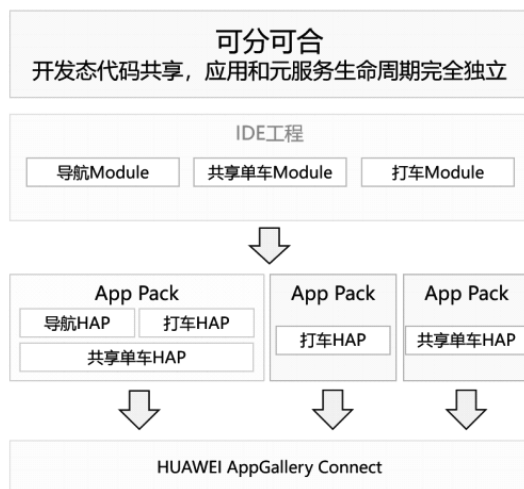 可分可合
开发态代码共享，应用和元服务生命周期完全独立
IDE工程
导航Module
共享单车Module
打车Module
App Pack
导航HAP
打车HAP
共享单车HAP
App Pack
打车HAP
App Pack
共享单车HAP
HUAWEI AppGallery Connect